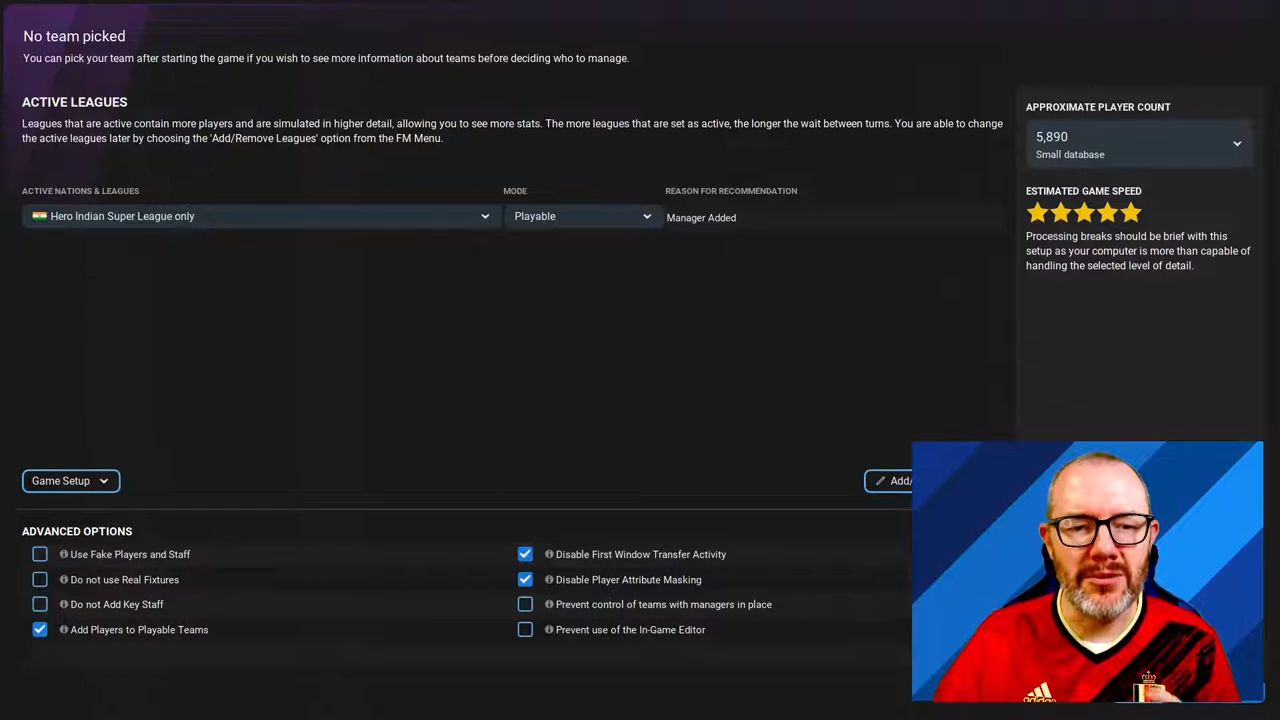 No team picked
You can pick your team after starting the game if you wish to see more information about teams before deciding who to manage.
ACTIVE LEAGUES
Leagues that are active contain more players and are simulated in higher detail, allowing you to see more stats. The more leagues that are set as active, the longer the wait between turns. You are able to change
the active leagues later by choosing the 'Add/Remove Leagues' option from the FM Menu.
ACTIVE NATIONS & LEAGUES
MODE
REASON FOR RECOMMENDATION
Hero Indian Super League only
Playable
Manager Added
APPROXIMATE PLAYER COUNT
5,890
Small database
ESTIMATED GAME SPEED
Processing breaks should be brief with this
setup as your computer is more than capable of
handling the selected level of detail.
Game Setup
Add/
ADVANCED OPTIONS
Use Fake Players and Staff
Do not use Real Fixtures
Do not Add Key Staff
Add Players to Playable Teams
Disable First Window Transfer Activity
Disable Player Attribute Masking
Prevent control of teams with managers in place
Prevent use of the In-Game Editor
adidas